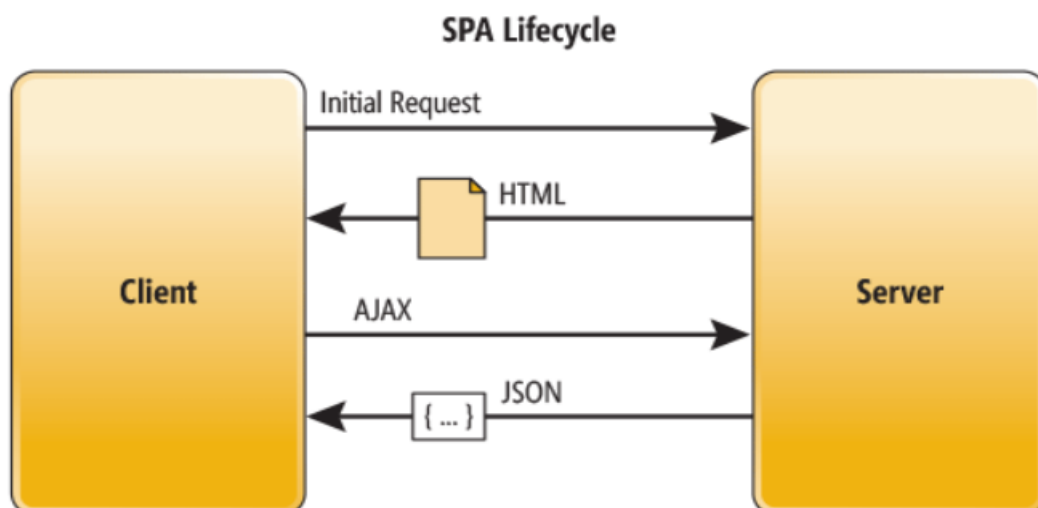 SPA Lifecycle
Initial Request
HTML
Client
Server
AJAX
JSON
{ ... }